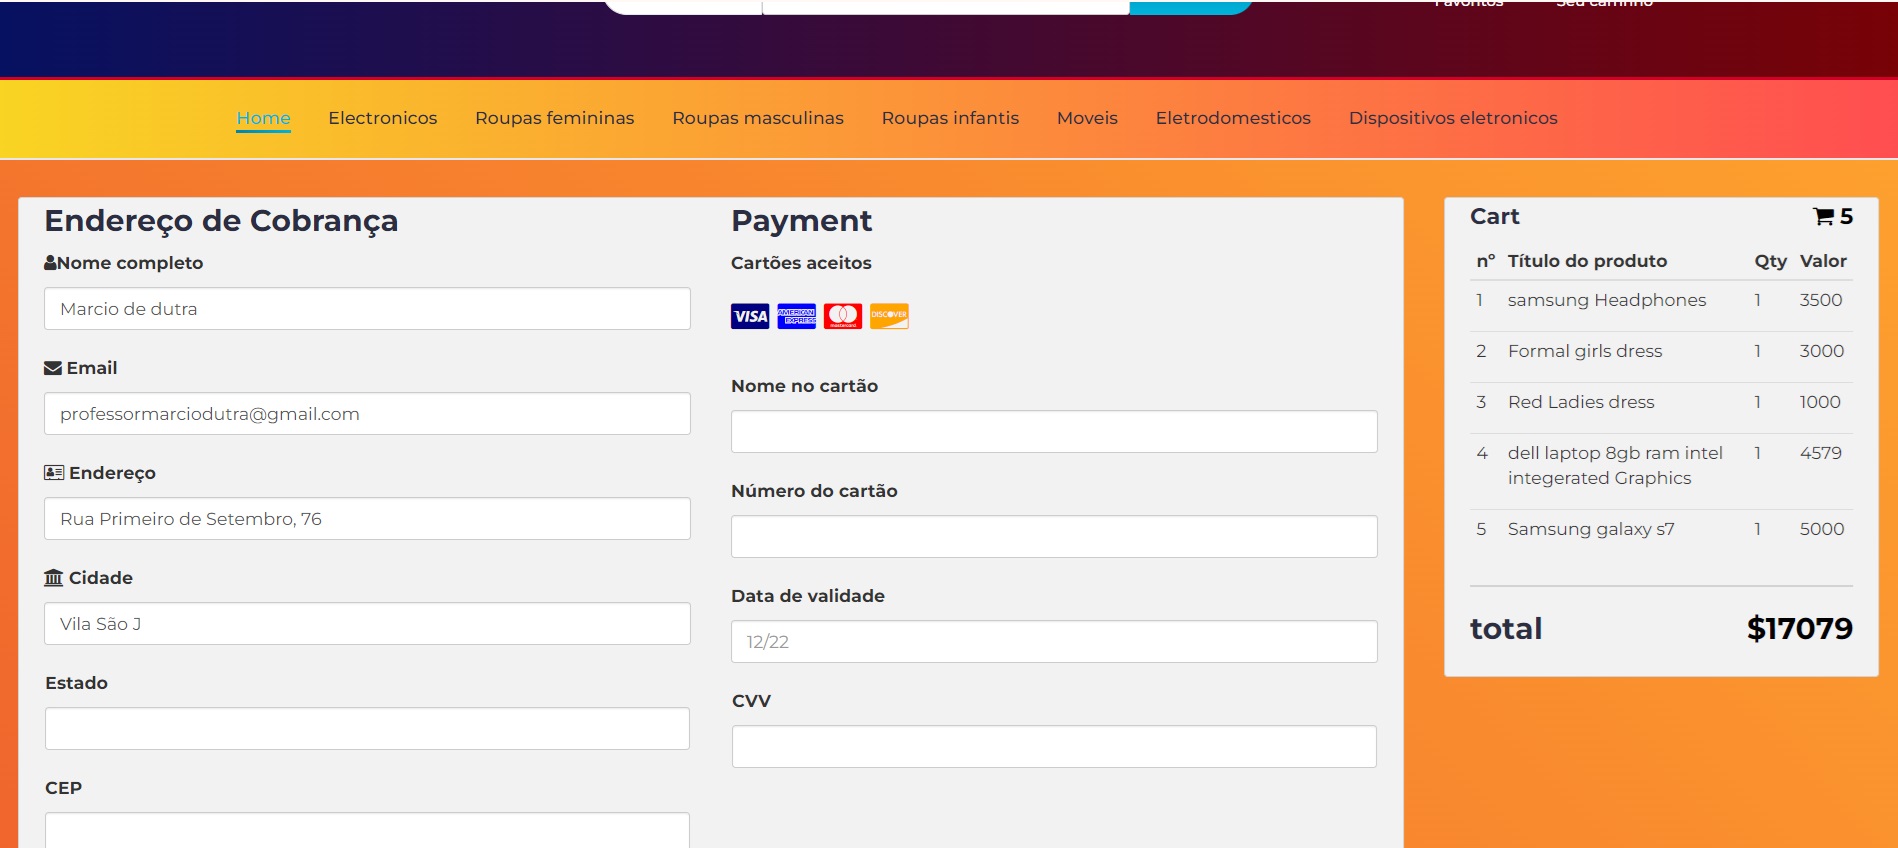 Favoritos Seu carrinho
Home Electronicos Roupas femininas Roupas masculinas Roupas infantis Moveis Eletrodomesticos Dispositivos eletronicos
Endereço de Cobrança
Nome completo
Marcio de dutra
Email
professormarciodutra@gmail.com
Endereço
Rua Primeiro de Setembro, 76
Cidade
Vila São J
Estado
CEP
Payment
Cartões aceitos
VISA AMERICAN EXPRESS mastercard DISCOVER
Nome no cartão
Número do cartão
Data de validade
12/22
CVV
Cart 5
nº Título do produto Qty Valor
1 samsung Headphones 1 3500
2 Formal girls dress 1 3000
3 Red Ladies dress 1 1000
4 dell laptop 8gb ram intel 1 4579
integerated Graphics
5 Samsung galaxy s7 1 5000
total $17079